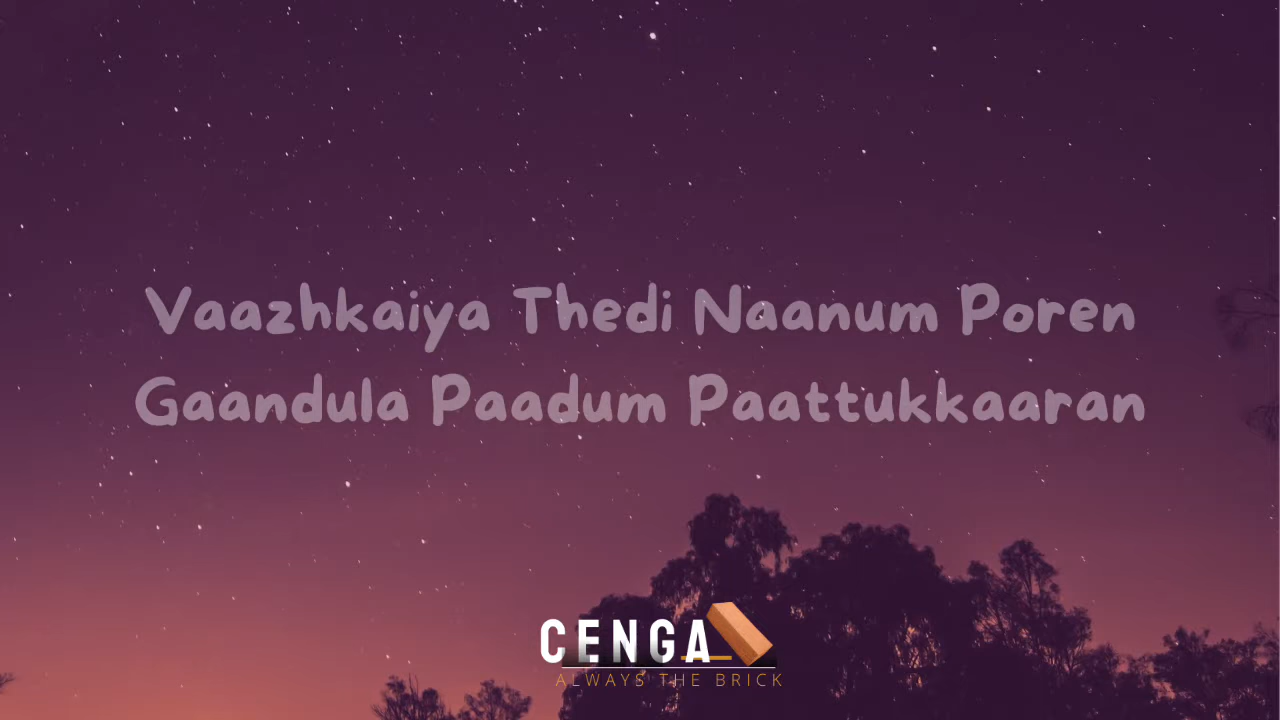 Vaazhkaiya Thedi Naanum Poren
Gaandula Paadum Paattukkaaran
CENGA
ALWAYS THE BRICK